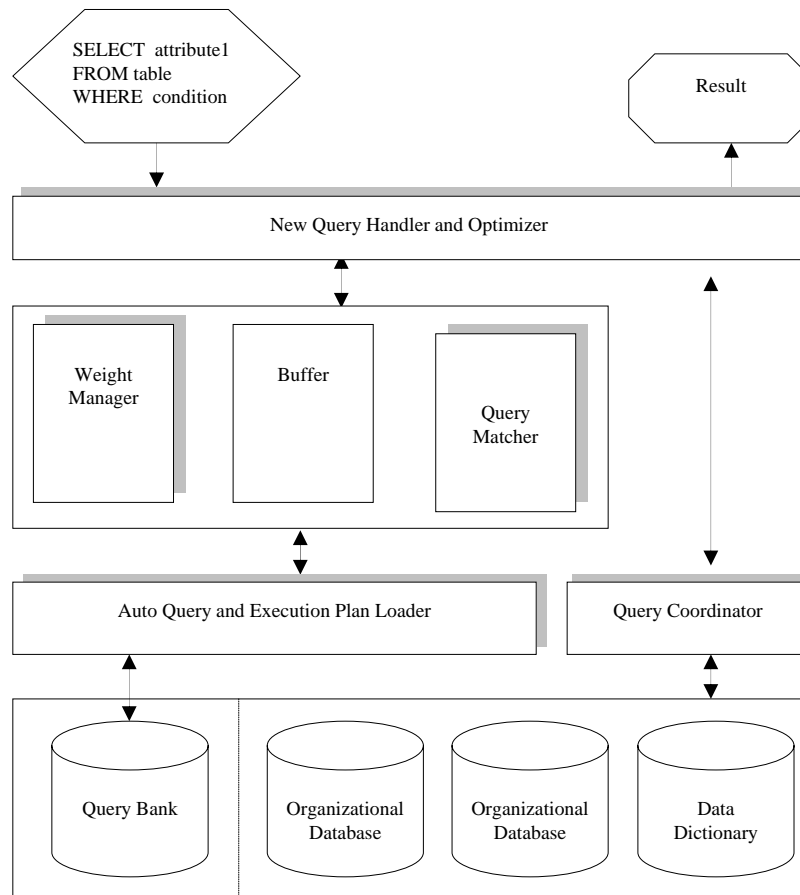 SELECT attribute1
FROM table
WHERE condition
Result
New Query Handler and Optimizer
Weight
Manager
Buffer
Query
Matcher
Auto Query and Execution Plan Loader
Query Coordinator
Query Bank
Organizational
Database
Organizational
Database
Data
Dictionary